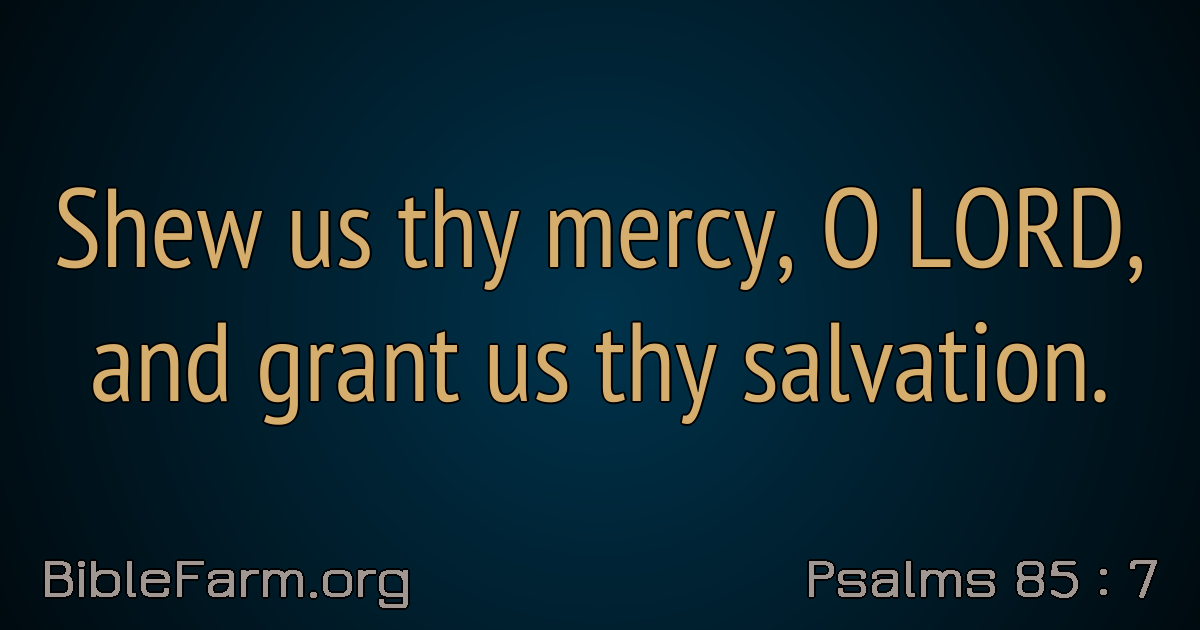 Shew us thy mercy, O LORD,
and grant us thy salvation.
BibleFarm.org
Psalms 85 : 7